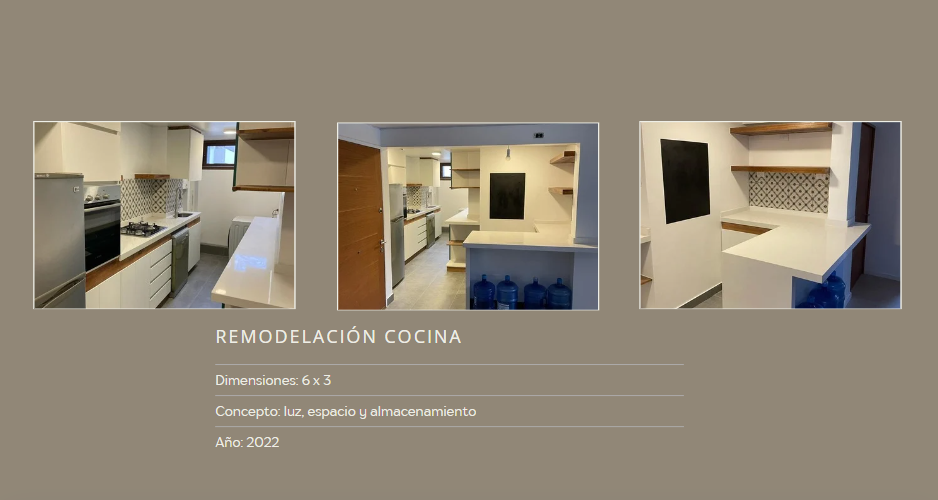 REMODELACIÓN COCINA
Dimensiones: 6 x 3
Concepto: luz, espacio y almacenamiento
Año: 2022